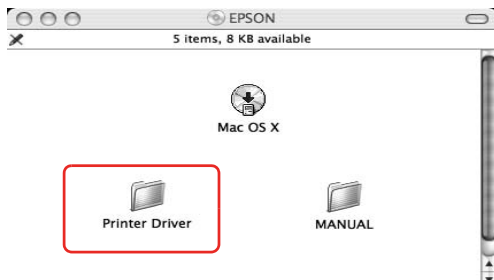 EPSON
5 items, 8 KB available
Mac OS X
Printer Driver
MANUAL